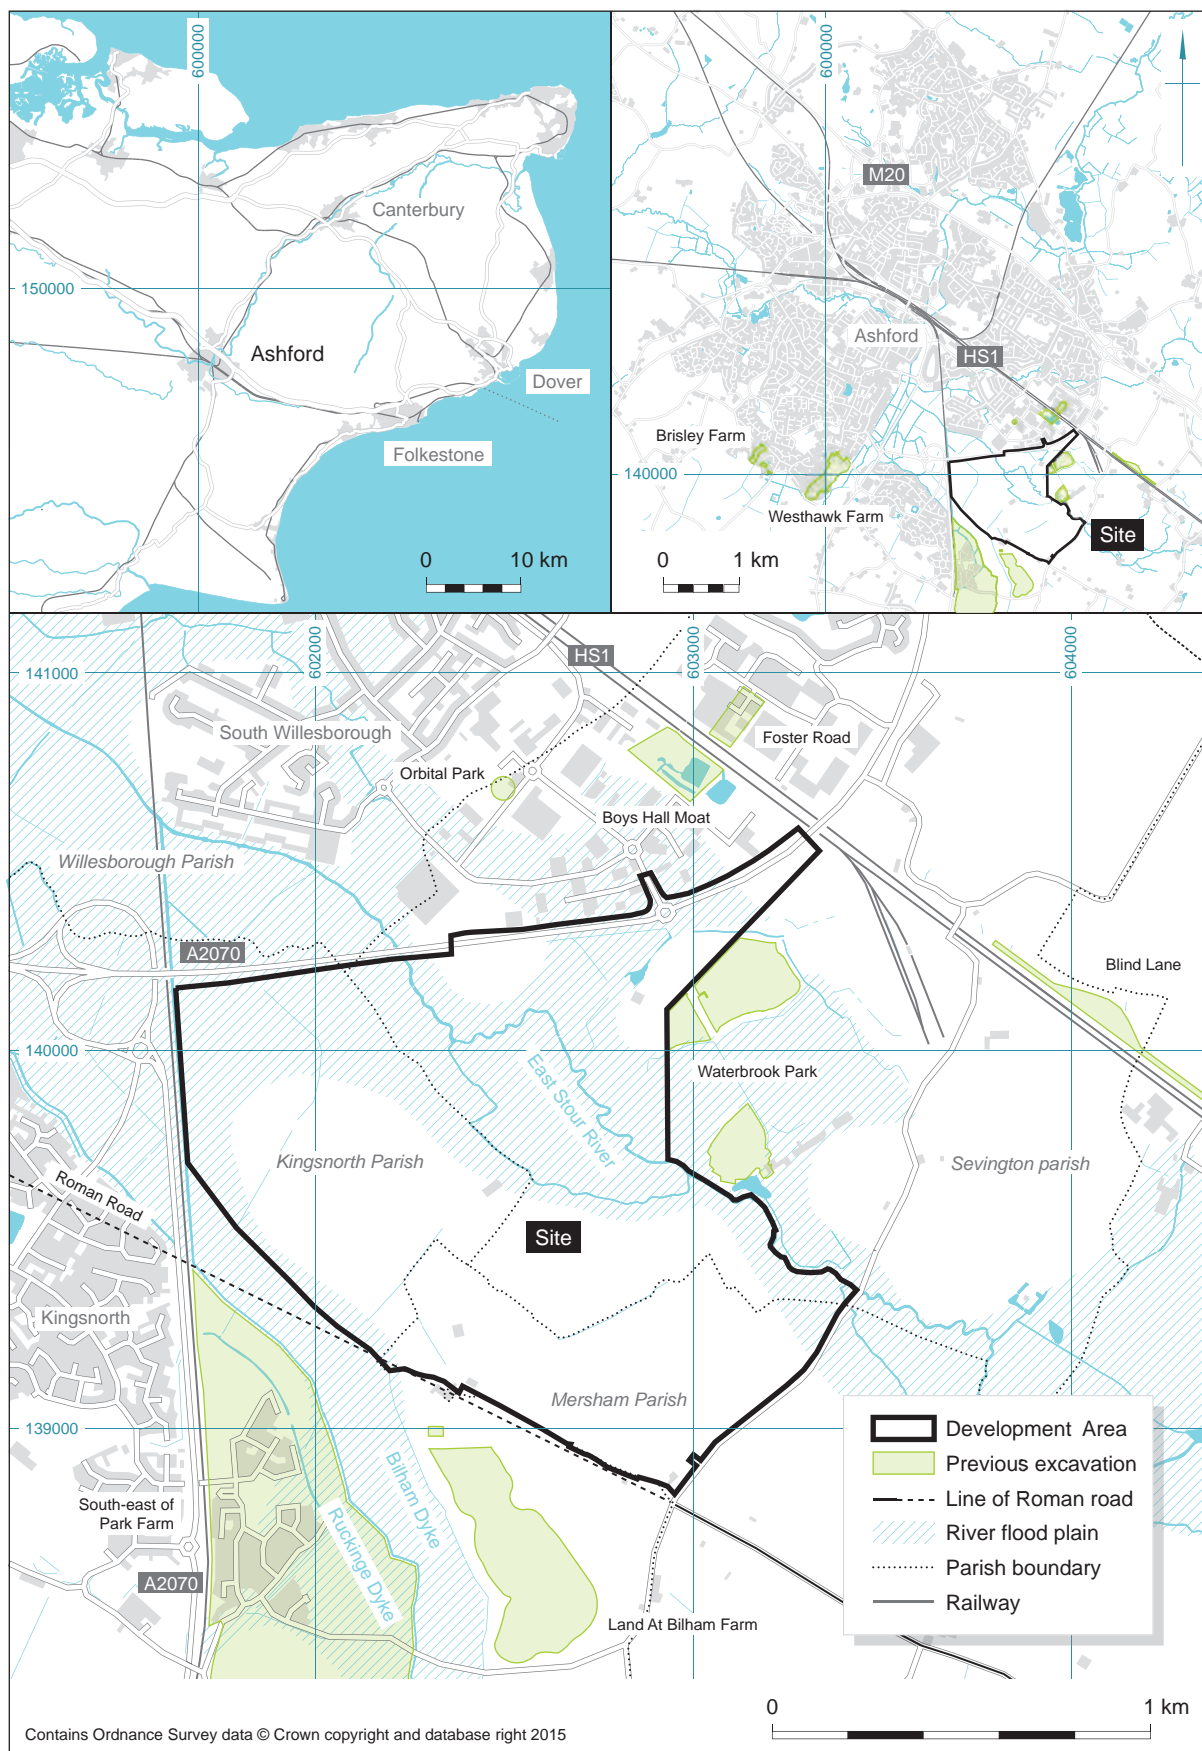 600000
Canterbury
150000
Ashford
Dover
Folkestone
0 10 km
600000
M20
Ashford
HS1
Brisley Farm
140000
Westhawk Farm
Site
0 1 km
602000
603000
604000
HS1
141000
South Willesborough
Foster Road
Orbital Park
Boys Hall Moat
Willesborough Parish
A2070
Blind Lane
140000
Waterbrook Park
East Stour River
Kingsnorth Parish
Sevington parish
Roman Road
Site
Kingsnorth
Mersham Parish
139000
Bilham Dyke
Ruckinge Dyke
South-east of
Park Farm
A2070
Land At Bilham Farm
Development Area
Previous excavation
Line of Roman road
River flood plain
Parish boundary
Railway
0 1 km
Contains Ordnance Survey data © Crown copyright and database right 2015